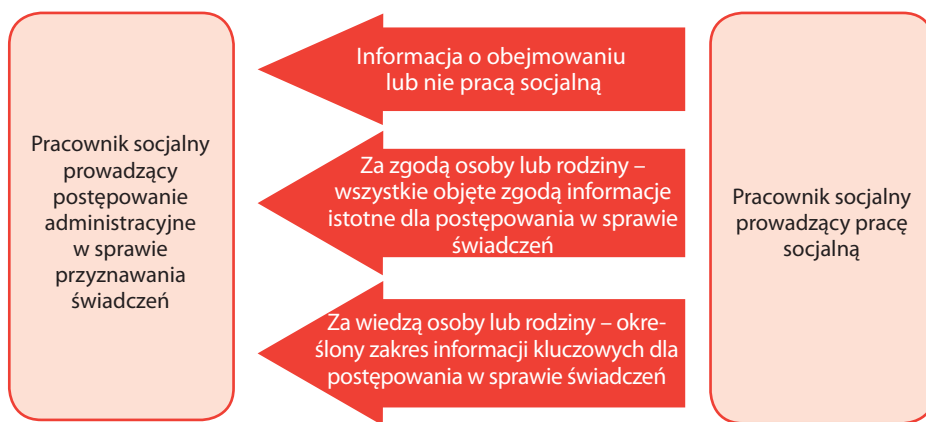 Pracownik socjalny
prowadzący
postępowanie
administracyjne
w sprawie
przyznawania
świadczeń
Informacja o obejmowaniu
lub nie pracą socjalną
Za zgodą osoby lub rodziny –
wszystkie objęte zgodą informacje
istotne dla postępowania w sprawie
świadczeń
Za wiedzą osoby lub rodziny – okre-
ślony zakres informacji kluczowych dla
postępowania w sprawie świadczeń
Pracownik socjalny
prowadzący pracę
socjalną